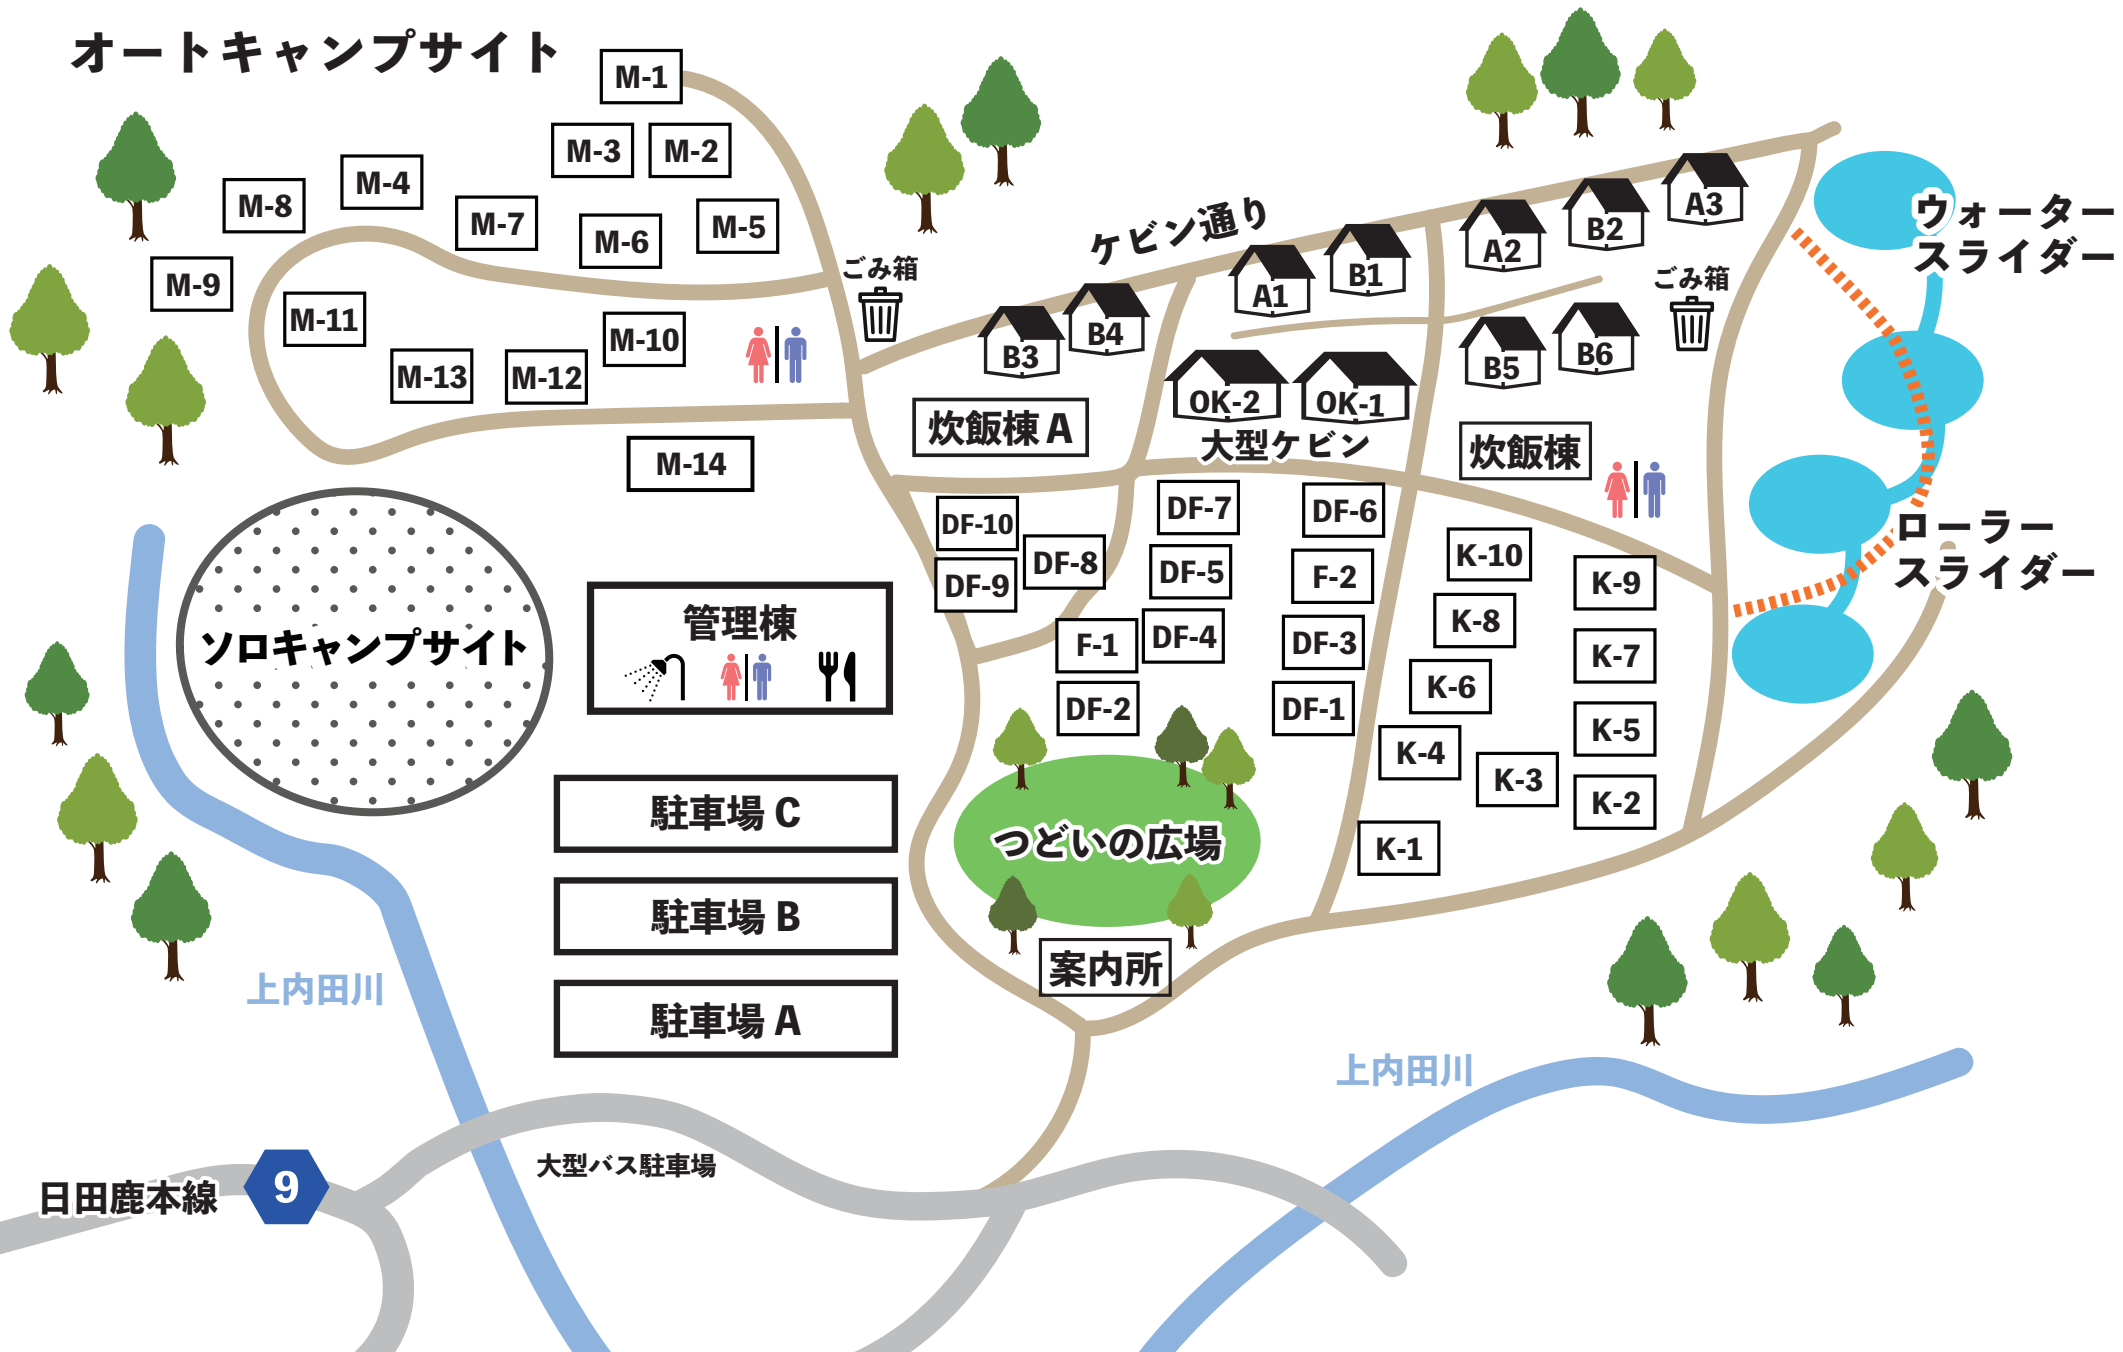 オートキャンプサイト
M-1
M-3
M-2
M-4
M-8
M-7
M-6
M-5
M-9
M-11
M-10
M-13
M-12
M-14
ごみ箱
ケビン通り
A1
B1
A2
B2
A3
B3
B4
OK-2
OK-1
大型ケビン
B5
B6
ごみ箱
ウォーター
スライダー
炊飯棟 A
炊飯棟
ローラー
スライダー
DF-10
DF-9
DF-8
DF-7
DF-6
DF-5
F-2
F-1
DF-4
DF-3
DF-2
DF-1
K-10
K-9
K-8
K-7
K-6
K-5
K-4
K-3
K-2
K-1
ソロキャンプサイト
管理棟
駐車場 C
駐車場 B
駐車場 A
つどいの広場
案内所
上内田川
上内田川
大型バス駐車場
日田鹿本線
9